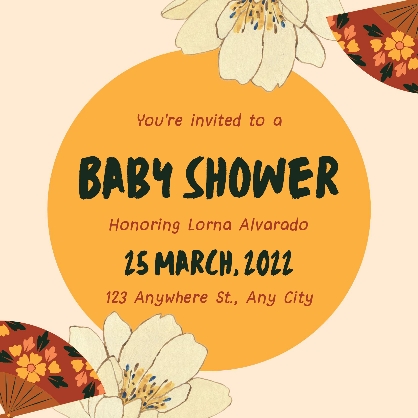 You're invited to a
BABY SHOWER
Honoring Lorna Alvarado
25 MARCH, 2022
123 Anywhere St., Any City